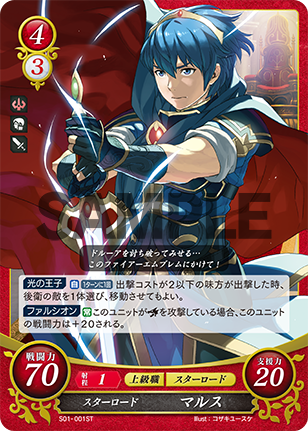 4
3
SAMPLE
ドルーアを討ち破ってみせる…
このファイアーエムブレムにかけて!
光の王子 自 1ターンに1回 出撃コストが2以下の味方が出撃した時、
後衛の敵を1体選び、移動させてもよい。
ファルシオン 常 このユニットが を攻撃している場合、このユニット
の戦闘力は+20される。
戦闘力
70
射程 1 上級職 スターロード
支援力
20
スターロード マルス
S01-001ST
Illust:コザキユースケ